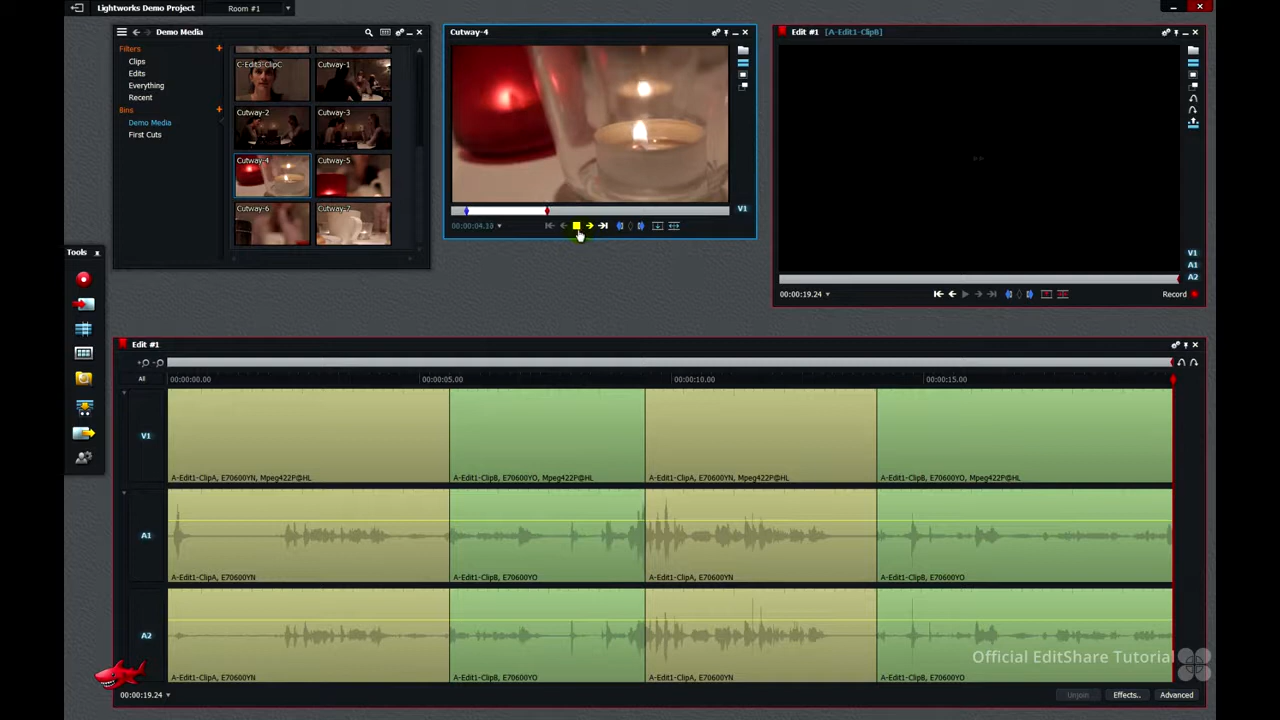 Lightworks Demo Project
Room #1
Demo Media
Filters
Clips
Edits
Everything
Recent
Bins
Demo Media
First Cuts
C-Edit3-ClipC
Cutway-1
Cutway-2
Cutway-3
Cutway-4
Cutway-5
Cutway-6
Cutway-7
Cutway-4
V1
Edit #1
[A-Edit1-ClipB]
V1
A1
A2
00:00:19.24
Record
Tools
Edit #1
All
00:00:00.00
00:00:05.00
00:00:10.00
00:00:15.00
V1
A-Edit1-ClipA, E70600YN, Mpeg422P@HL
A-Edit1-ClipB, E70600YO, Mpeg422P@HL
A-Edit1-ClipA, E70600YN, Mpeg422P@HL
A-Edit1-ClipB, E70600YO, Mpeg422P@HL
A1
A-Edit1-ClipA, E70600YN
A-Edit1-ClipB, E70600YO
A-Edit1-ClipA, E70600YN
A-Edit1-ClipB, E70600YO
A2
A-Edit1-ClipA, E70600YN
A-Edit1-ClipB, E70600YO
A-Edit1-ClipA, E70600YN
A-Edit1-ClipB, E70600YO
Official EditShare Tutorial
00:00:19.24
Unjoin
Effects..
Advanced